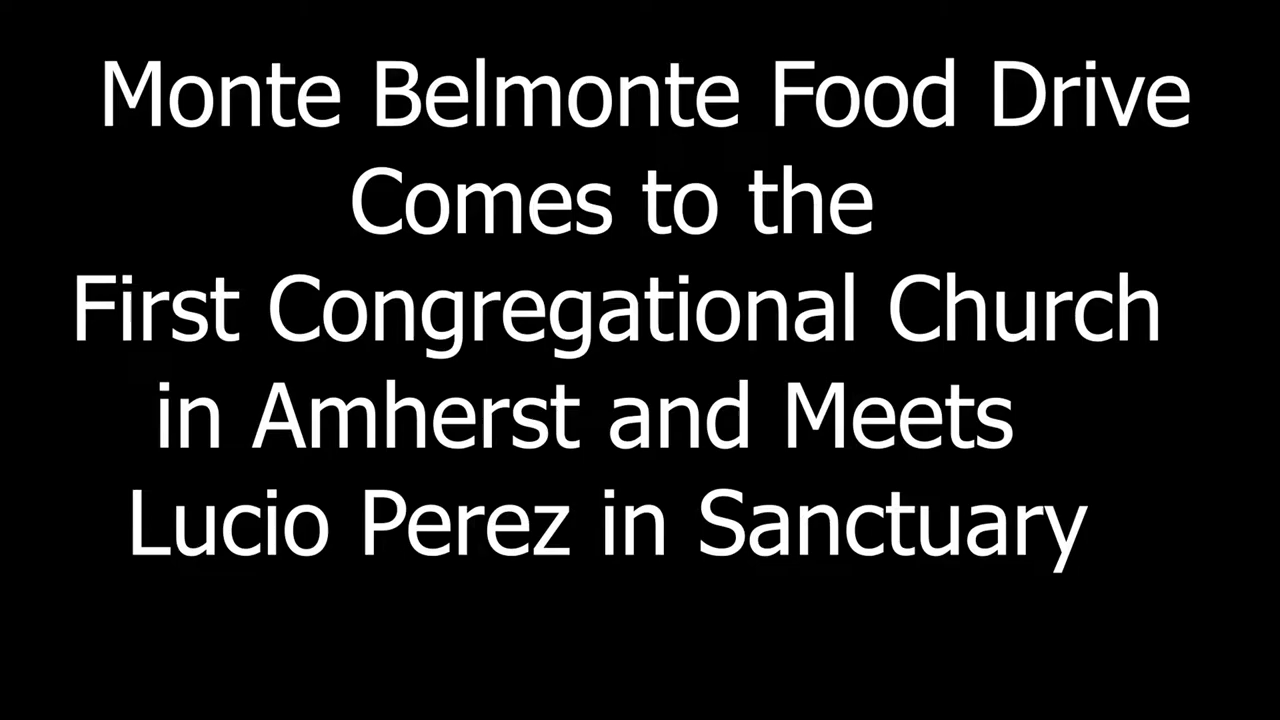 Monte Belmonte Food Drive
Comes to the
First Congregational Church
in Amherst and Meets
Lucio Perez in Sanctuary